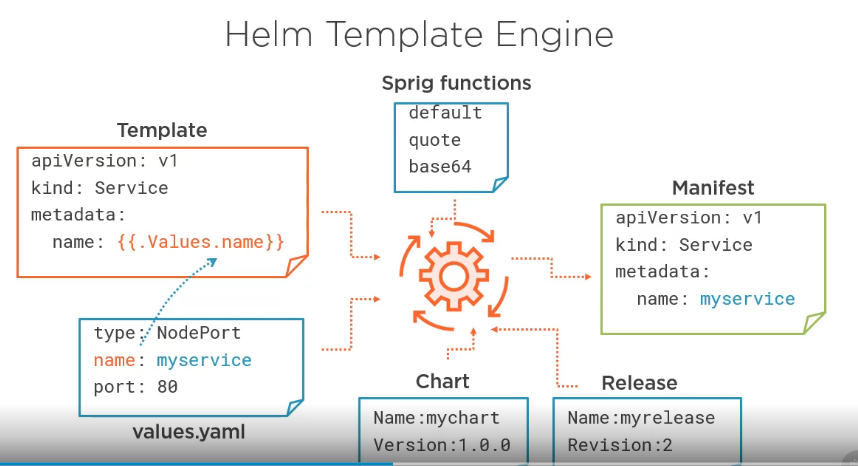 Helm Template Engine
Sprig functions
default
quote
base64
Template
apiVersion: v1
kind: Service
metadata:
  name: {{.Values.name}}
type: NodePort
name: myservice
port: 80
values.yaml
Chart
Name:mychart
Version:1.0.0
Release
Name:myrelease
Revision:2
Manifest
apiVersion: v1
kind: Service
metadata:
  name: myservice